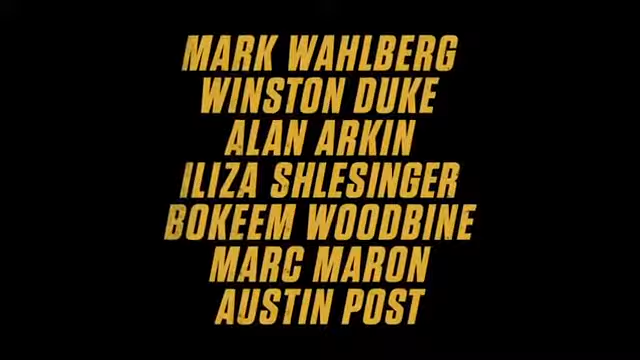 MARK WAHLBERG
WINSTON DUKE
ALAN ARKIN
ILIZA SHLESINGER
BOKEEM WOODBINE
MARC MARON
AUSTIN POST